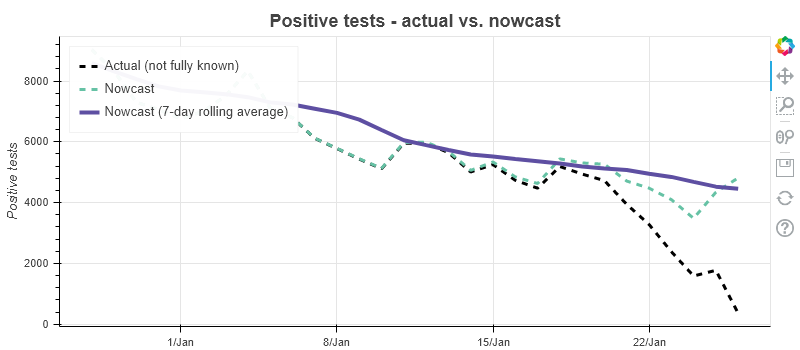 Positive tests - actual vs. nowcast
Actual (not fully known)
Nowcast
Nowcast (7-day rolling average)
Positive tests
8000
6000
4000
2000
0
1/Jan
8/Jan
15/Jan
22/Jan
?